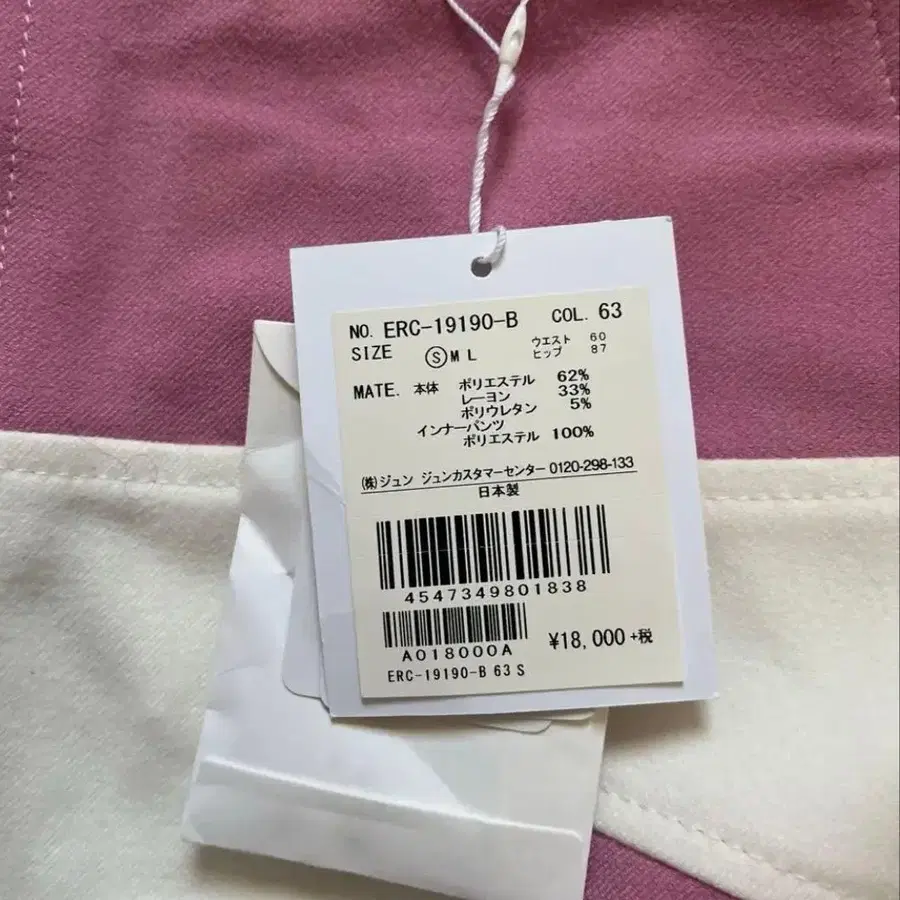 NO. ERC-19190-B COL. 63
SIZE Ⓢ M L ウエスト 60
ヒップ 87
MATE. 本体 ポリエステル 62%
レーヨン 33%
ポリウレタン 5%
インナーパンツ
ポリエステル 100%
(株)ジュン ジュンカスタマーセンター 0120-298-133
日本製
4547349801838
A018000A ¥18,000+税
ERC-19190-B 63 S